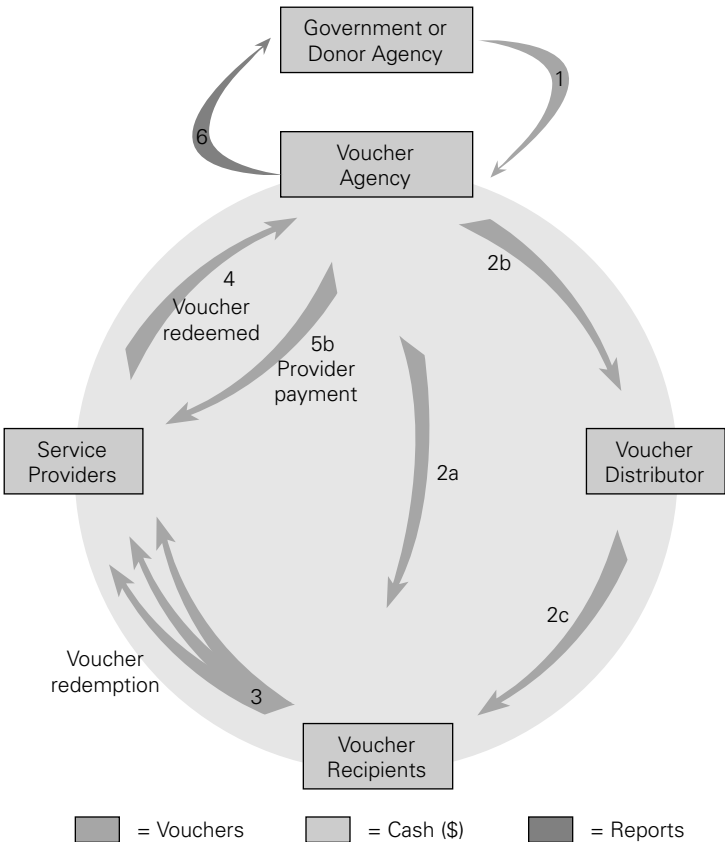 Government or
Donor Agency
1
6
Voucher
Agency
2b
4
Voucher
redeemed
5b
Provider
payment
Service
Providers
2a
Voucher
Distributor
2c
Voucher
redemption
3
Voucher
Recipients
= Vouchers
= Cash ($)
= Reports